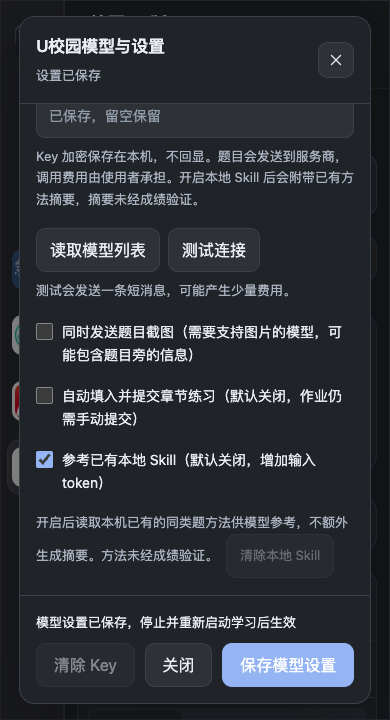 U校园模型与设置
设置已保存
已保存，留空保留
Key 加密保存在本机，不回显。题目会发送到服务商，
调用费用由使用者承担。开启本地 Skill 后会附带已有方
法摘要，摘要未经成绩验证。
读取模型列表
测试连接
测试会发送一条短消息，可能产生少量费用。
同时发送题目截图（需要支持图片的模型，可
能包含题目旁的信息）
自动填入并提交章节练习（默认关闭，作业仍
需手动提交）
参考已有本地 Skill（默认关闭，增加输入
token）
开启后读取本机已有的同类题方法供模型参考，不额外
生成摘要。方法未经成绩验证。
清除本地 Skill
模型设置已保存，停止并重新启动学习后生效
清除 Key
关闭
保存模型设置